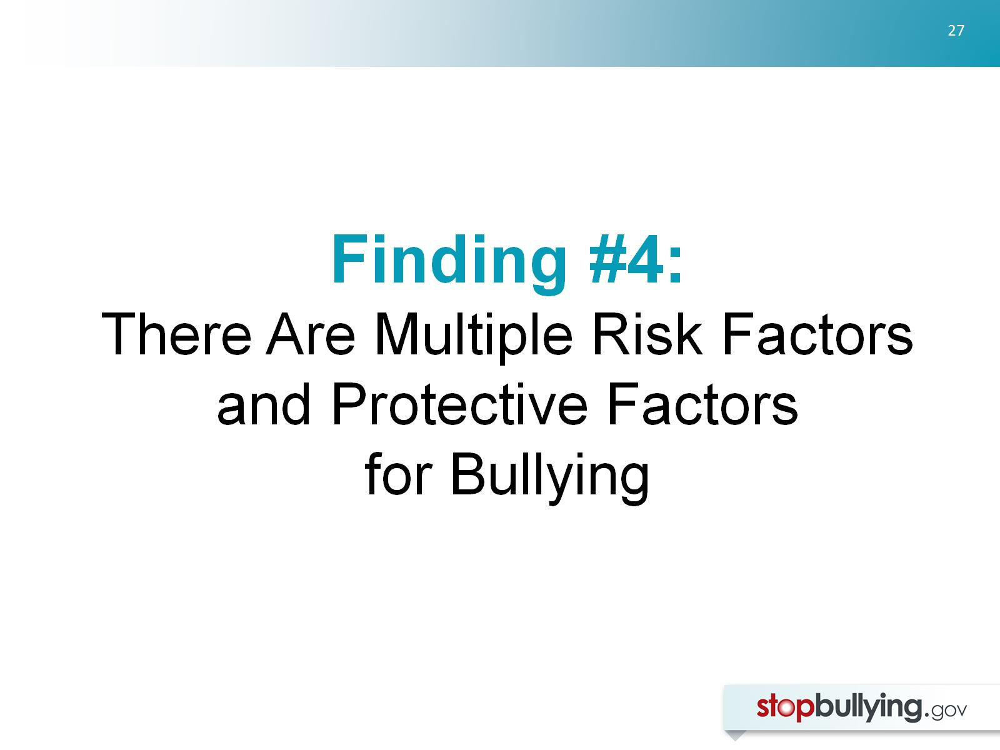 27
Finding #4:
There Are Multiple Risk Factors
and Protective Factors
for Bullying
stopbullying.gov